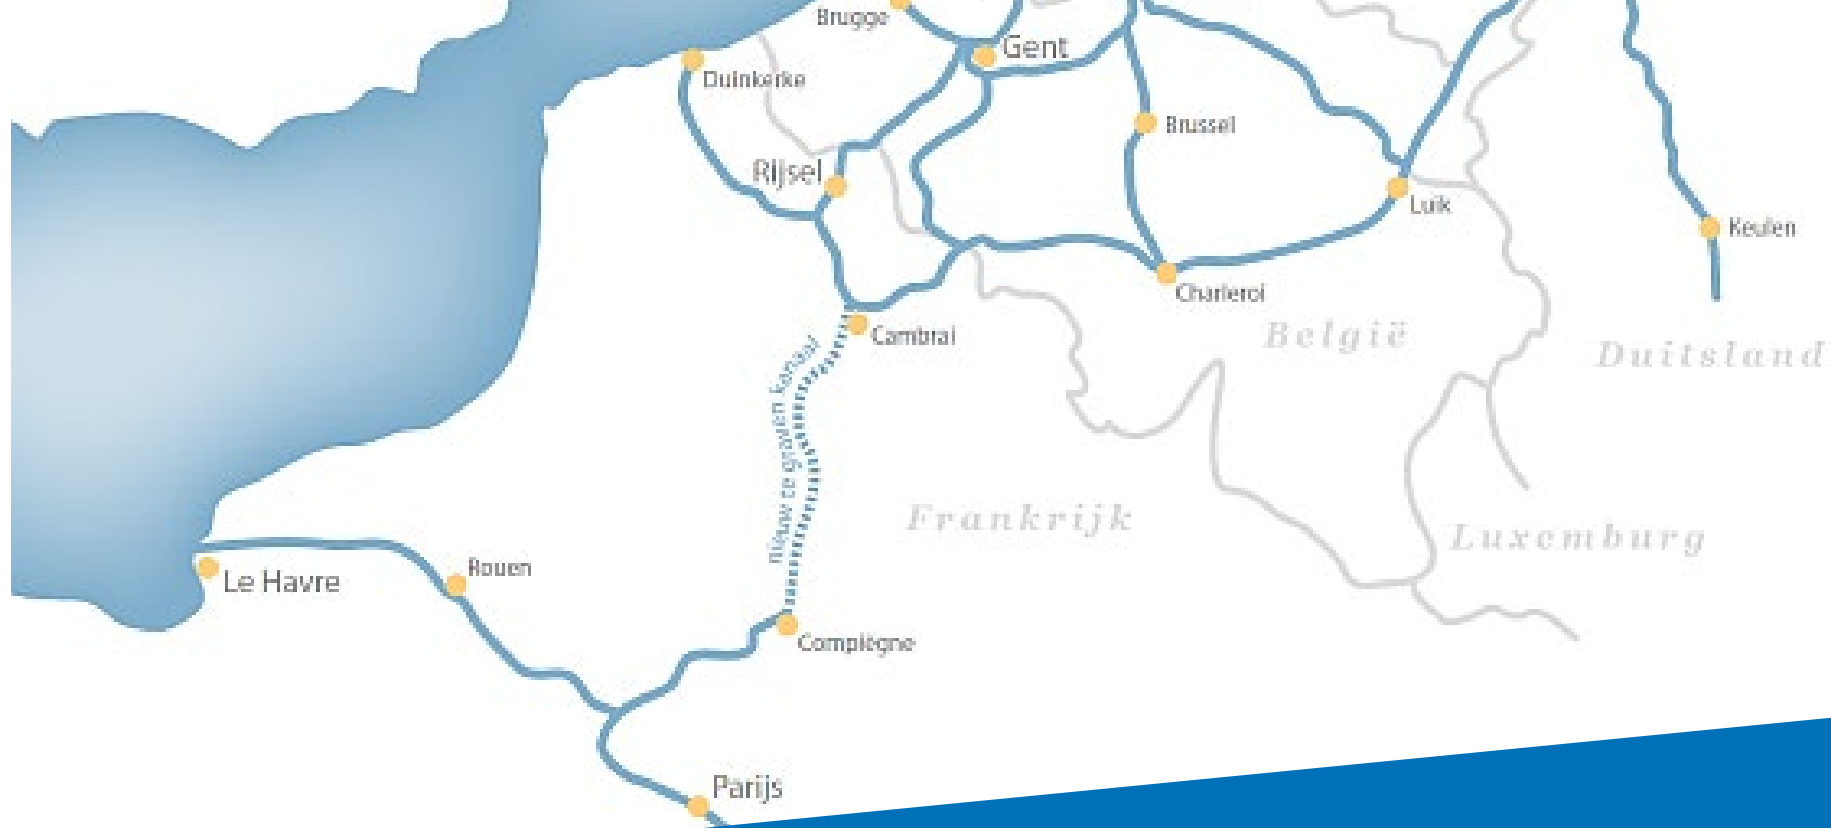 Brugge
Gent
Duinkerke
Brussel
Rijsel
Luik
Keulen
Charleroi
Cambrai
België
Duitsland
nieuw te graven kanaal
Frankrijk
Luxemburg
Rouen
Le Havre
Compiègne
Parijs